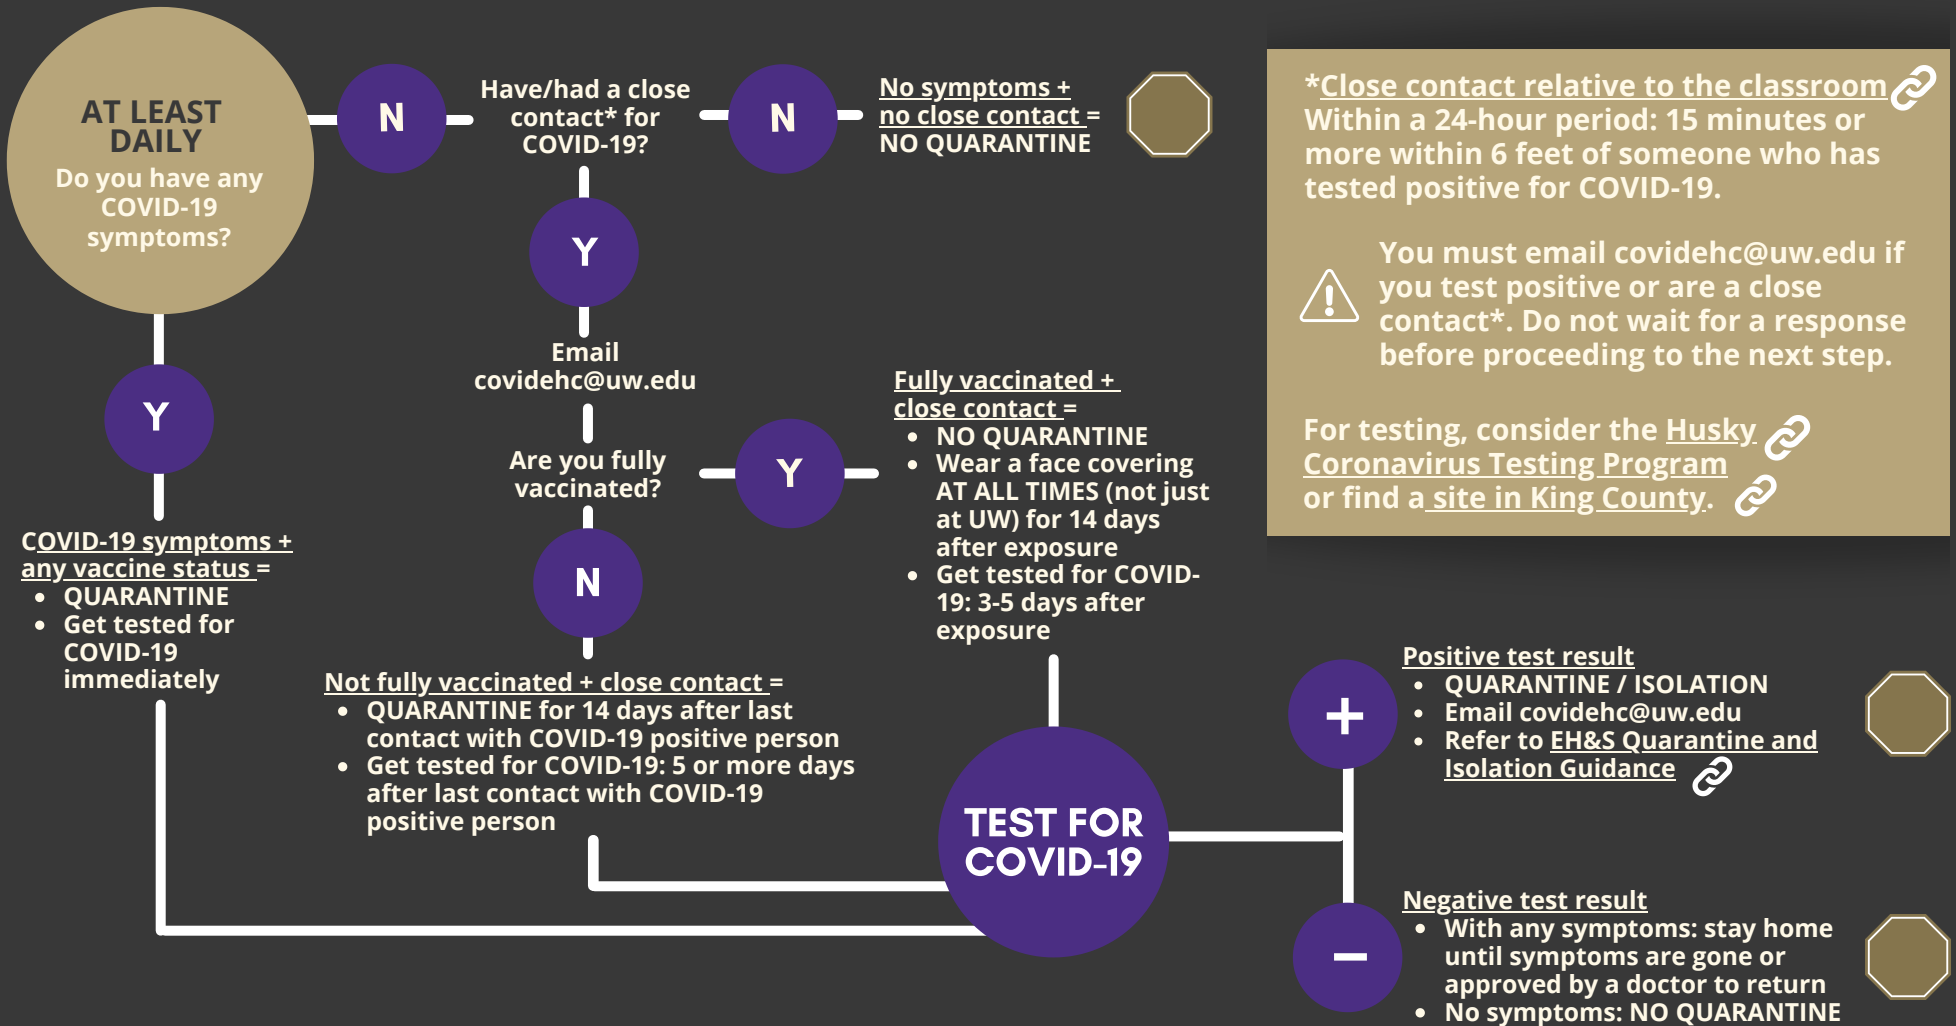 AT LEAST
DAILY
Do you have any
COVID-19
symptoms?
N
Have/had a close
contact* for
COVID-19?
N
No symptoms +
no close contact =
NO QUARANTINE
Y
Email
covidehc@uw.edu
Are you fully
vaccinated?
Y
Fully vaccinated +
close contact =
• NO QUARANTINE
• Wear a face covering
AT ALL TIMES (not just
at UW) for 14 days
after exposure
• Get tested for COVID-
19: 3-5 days after
exposure
N
Not fully vaccinated + close contact =
• QUARANTINE for 14 days after last
contact with COVID-19 positive person
• Get tested for COVID-19: 5 or more days
after last contact with COVID-19
positive person
Y
COVID-19 symptoms +
any vaccine status =
• QUARANTINE
• Get tested for
COVID-19
immediately
TEST FOR
COVID-19
+
Positive test result
• QUARANTINE / ISOLATION
• Email covidehc@uw.edu
• Refer to EH&S Quarantine and
Isolation Guidance
−
Negative test result
• With any symptoms: stay home
until symptoms are gone or
approved by a doctor to return
• No symptoms: NO QUARANTINE
*Close contact relative to the classroom
Within a 24-hour period: 15 minutes or
more within 6 feet of someone who has
tested positive for COVID-19.
You must email covidehc@uw.edu if
you test positive or are a close
contact*. Do not wait for a response
before proceeding to the next step.
For testing, consider the Husky
Coronavirus Testing Program
or find a site in King County.